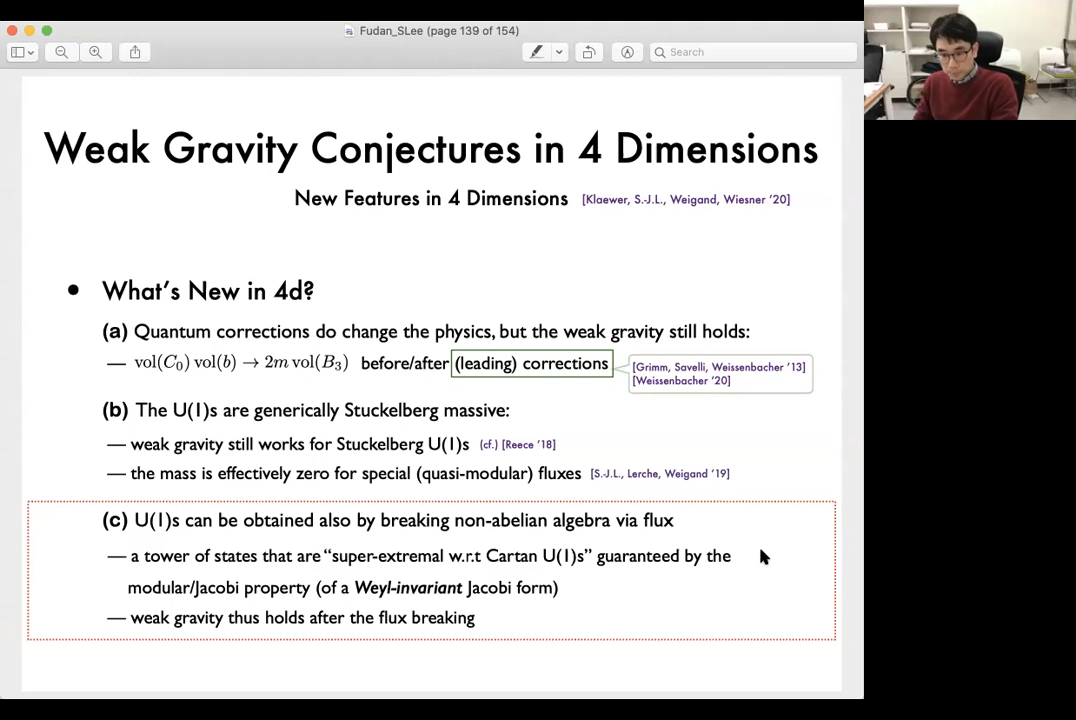 Fudan_SLee (page 139 of 154)
Search
Weak Gravity Conjectures in 4 Dimensions
New Features in 4 Dimensions [Klaewer, S.-J.L., Weigand, Wiesner '20]
• What's New in 4d?
(a) Quantum corrections do change the physics, but the weak gravity still holds:
— vol(C₀) vol(b) → 2m vol(B₃) before/after (leading) corrections
[Grimm, Savelli, Weissenbacher '13]
[Weissenbacher '20]
(b) The U(1)s are generically Stuckelberg massive:
— weak gravity still works for Stuckelberg U(1)s (cf.) [Reece '18]
— the mass is effectively zero for special (quasi-modular) fluxes [S.-J.L., Lerche, Weigand '19]
(c) U(1)s can be obtained also by breaking non-abelian algebra via flux
— a tower of states that are "super-extremal w.r.t Cartan U(1)s" guaranteed by the
modular/Jacobi property (of a Weyl-invariant Jacobi form)
— weak gravity thus holds after the flux breaking